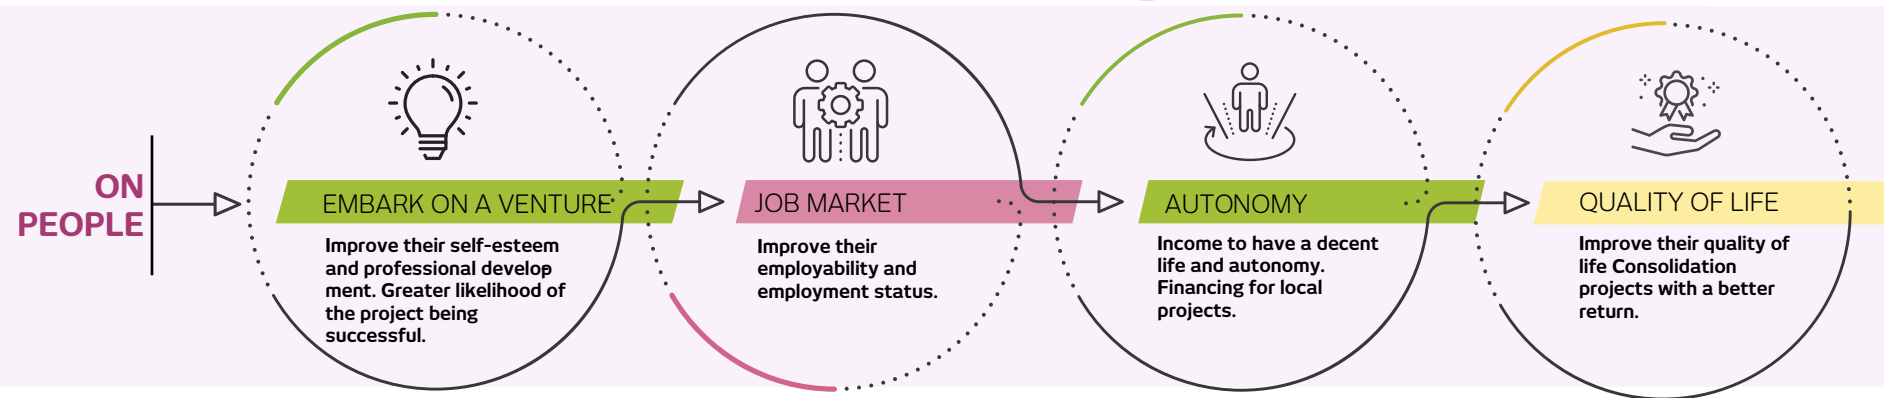 ON
PEOPLE
EMBARK ON A VENTURE
Improve their self-esteem
and professional develop
ment. Greater likelihood of
the project being
successful.
JOB MARKET
Improve their
employability and
employment status.
AUTONOMY
Income to have a decent
life and autonomy.
Financing for local
projects.
QUALITY OF LIFE
Improve their quality of
life Consolidation
projects with a better
return.